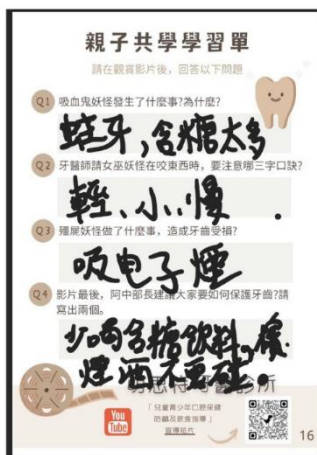 親子共學學習單
請在觀賞影片後，回答以下問題
Q1 吸血鬼妖怪發生了什麼事?為什麼?
蛀牙，含糖太多
Q2 牙醫師請女巫妖怪在咬東西時，要注意哪三字口訣?
輕、小、慢.
Q3 殭屍妖怪做了什麼事，造成牙齒受損?
吸电子煙
Q4 影片最後，阿中部長建議大家要如何保護牙齒?請
寫出兩個。
少喝含糖飲料，檳
煙酒不要碰。
You
Tube
「兒童青少年口腔保健
防齲及飲食指導」
宣導短片
16